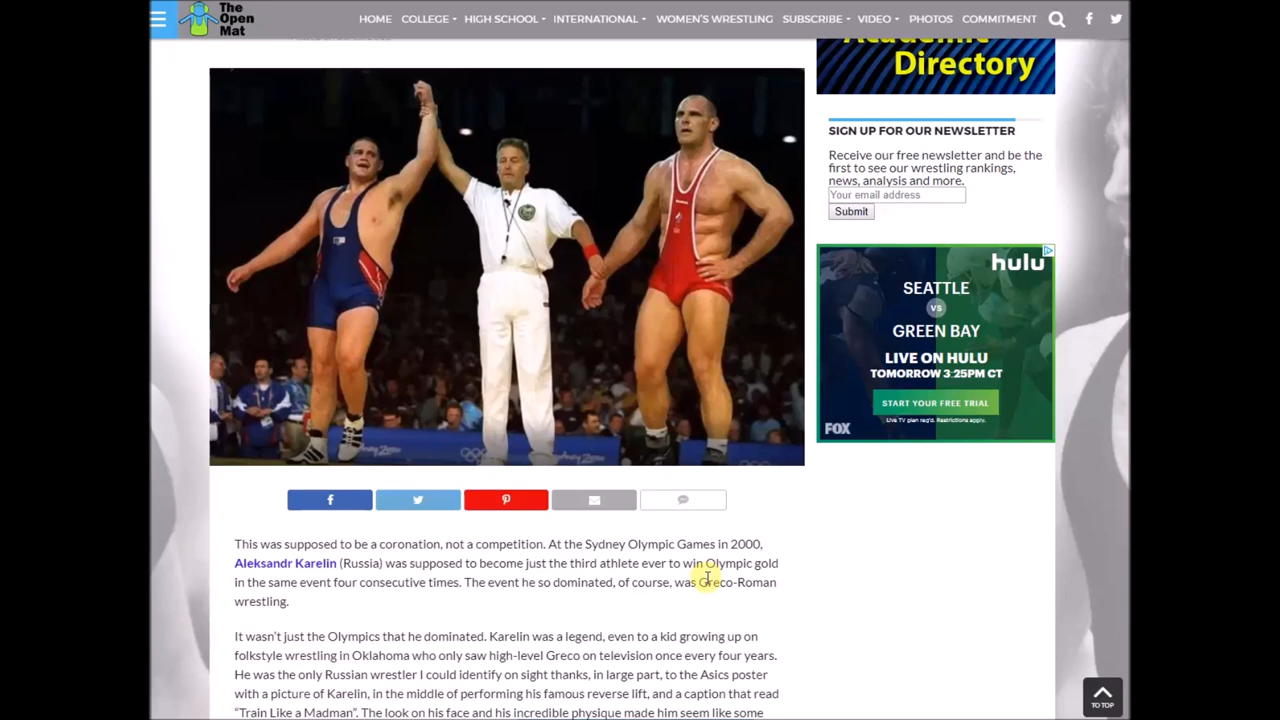 The
Open
Mat
HOME COLLEGE HIGH SCHOOL INTERNATIONAL WOMEN'S WRESTLING SUBSCRIBE VIDEO PHOTOS COMMITMENT
Directory
SIGN UP FOR OUR NEWSLETTER
Receive our free newsletter and be the
first to see our wrestling rankings,
news, analysis and more.
Your email address
Submit
hulu
SEATTLE
VS
GREEN BAY
LIVE ON HULU
TOMORROW 3:25PM CT
START YOUR FREE TRIAL
Live TV plan req'd. Restrictions apply.
FOX
This was supposed to be a coronation, not a competition. At the Sydney Olympic Games in 2000,
Aleksandr Karelin (Russia) was supposed to become just the third athlete ever to win Olympic gold
in the same event four consecutive times. The event he so dominated, of course, was Greco-Roman
wrestling.
It wasn't just the Olympics that he dominated. Karelin was a legend, even to a kid growing up on
folkstyle wrestling in Oklahoma who only saw high-level Greco on television once every four years.
He was the only Russian wrestler I could identify on sight thanks, in large part, to the Asics poster
with a picture of Karelin, in the middle of performing his famous reverse lift, and a caption that read
"Train Like a Madman". The look on his face and his incredible physique made him seem like some
TO TOP